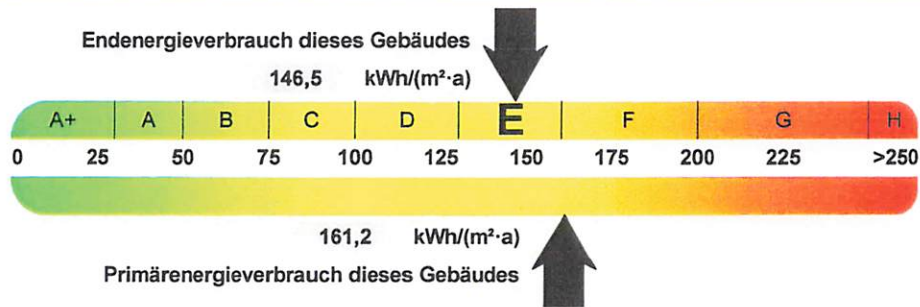 Endenergieverbrauch dieses Gebäudes
146,5 kWh/(m²·a)
A+ A B C D E F G H
0 25 50 75 100 125 150 175 200 225 >250
161,2 kWh/(m²·a)
Primärenergieverbrauch dieses Gebäudes